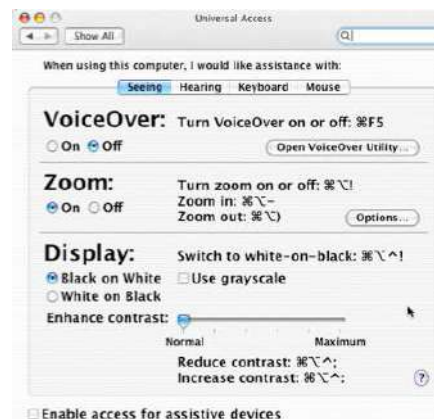 Universal Access
Show All
When using this computer, I would like assistance with:
Seeing Hearing Keyboard Mouse
VoiceOver: Turn VoiceOver on or off: ⌘F5
On Off Open VoiceOver Utility...
Zoom: Turn zoom on or off: ⌘⌥!
Zoom in: ⌘⌥-
On Off
Zoom out: ⌘⌥)
Options...
Display: Switch to white-on-black: ⌘⌥^!
Black on White Use grayscale
White on Black
Enhance contrast:
Normal Maximum
Reduce contrast: ⌘⌥^;
Increase contrast: ⌘⌥^:
?
Enable access for assistive devices